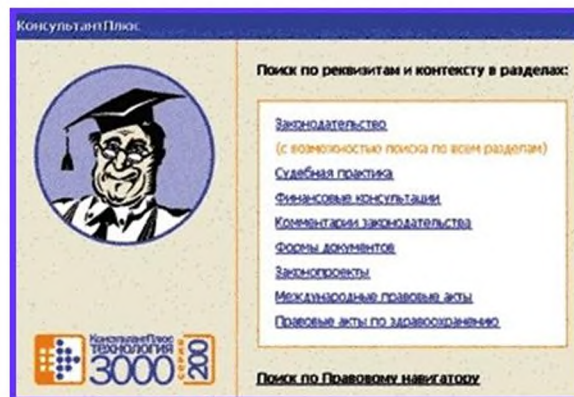 КонсультантПлюс
Поиск по реквизитам и контексту в разделах:
Законодательство
(с возможностью поиска по всем разделам)
Судебная практика
Финансовые консультации
Комментарии законодательства
Формы документов
Законопроекты
Международные правовые акты
Правовые акты по здравоохранению
КонсультантПлюс
ТЕХНОЛОГИЯ
3000
серия
200
Поиск по Правовому навигатору